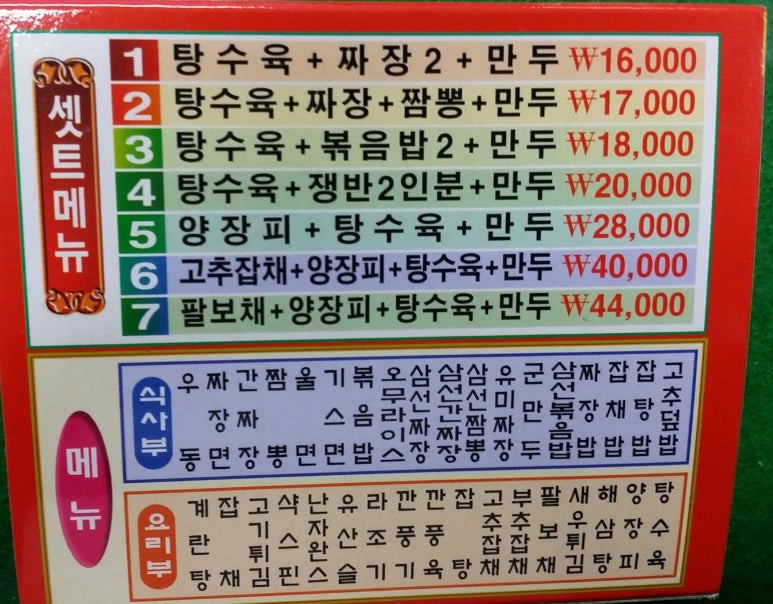 셋트메뉴
1 탕수육+짜장2+만두 ₩16,000
2 탕수육+짜장+짬뽕+만두 ₩17,000
3 탕수육+볶음밥2+만두 ₩18,000
4 탕수육+쟁반2인분+만두 ₩20,000
5 양장피+탕수육+만두 ₩28,000
6 고추잡채+양장피+탕수육+만두 ₩40,000
7 팔보채+양장피+탕수육+만두 ₩44,000
메뉴
식사부
우동
짜장면
간짜장
짬뽕
울면
기스면
볶음밥
오무라이스
삼선짜장
삼선간짜장
삼선짬뽕
유미짜장
군만두
삼선볶음밥
짜장밥
잡채밥
잡탕밥
고추덮밥
요리부
계란탕
잡채
고기튀김
샥스핀
난자완스
유산슬
라조기
깐풍기
깐풍육
잡탕
고추잡채
부추잡채
팔보채
새우튀김
해삼탕
양장피
탕수육